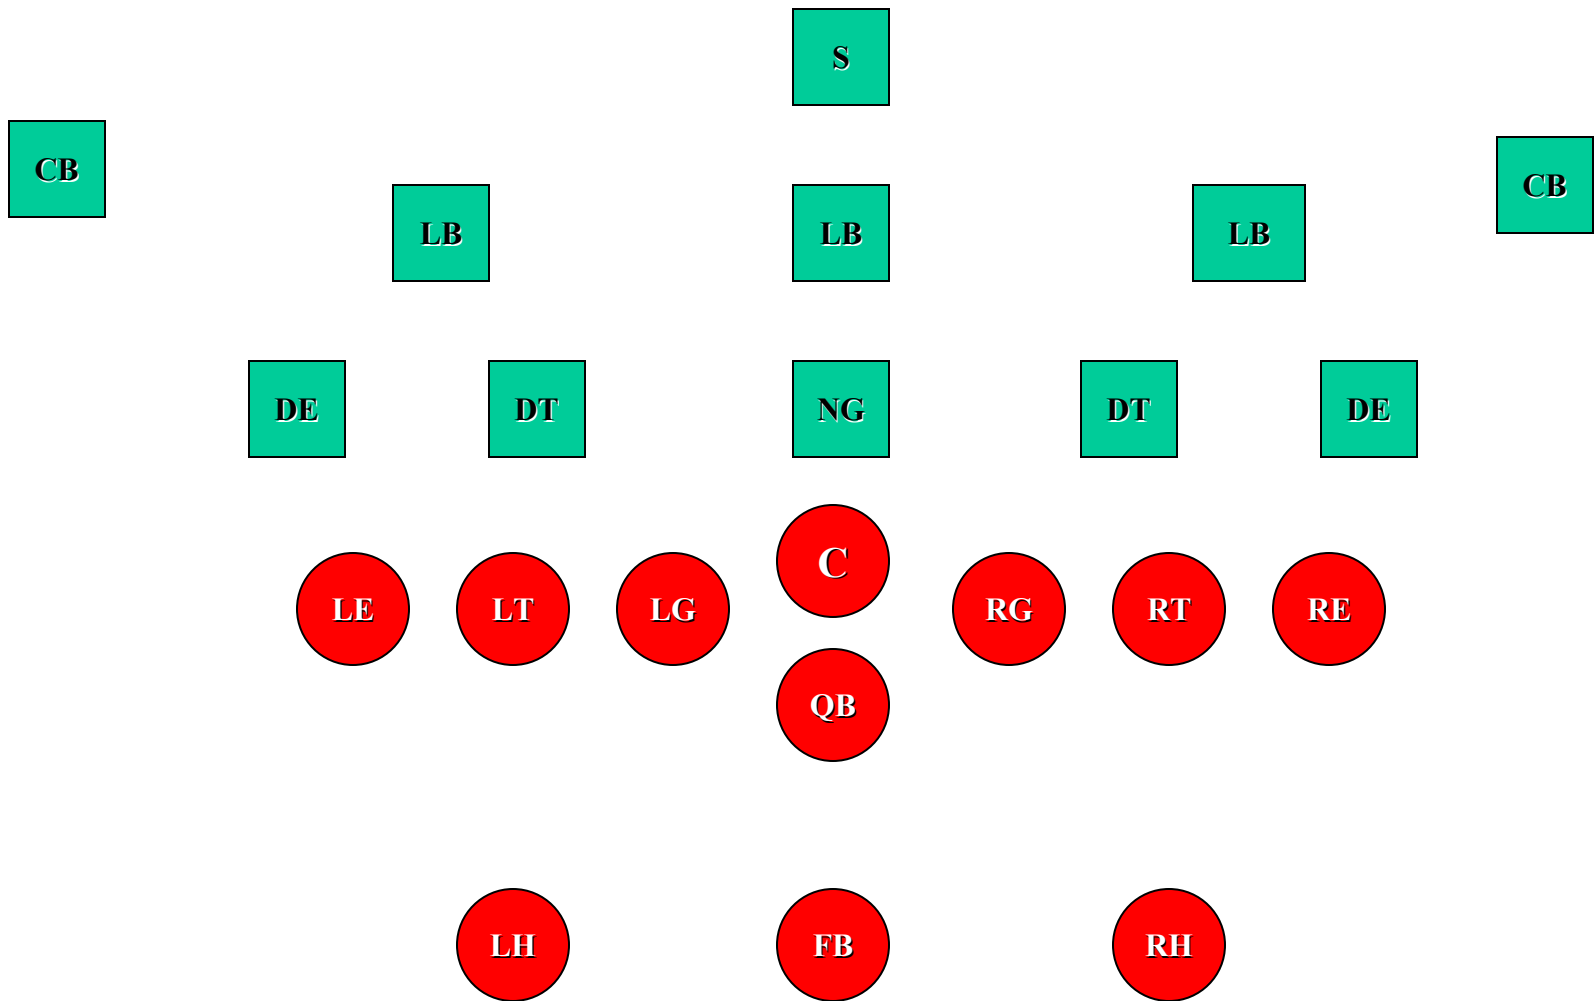 S
CB
CB
LB
LB
LB
DE
DT
NG
DT
DE
C
LE
LT
LG
RG
RT
RE
QB
LH
FB
RH